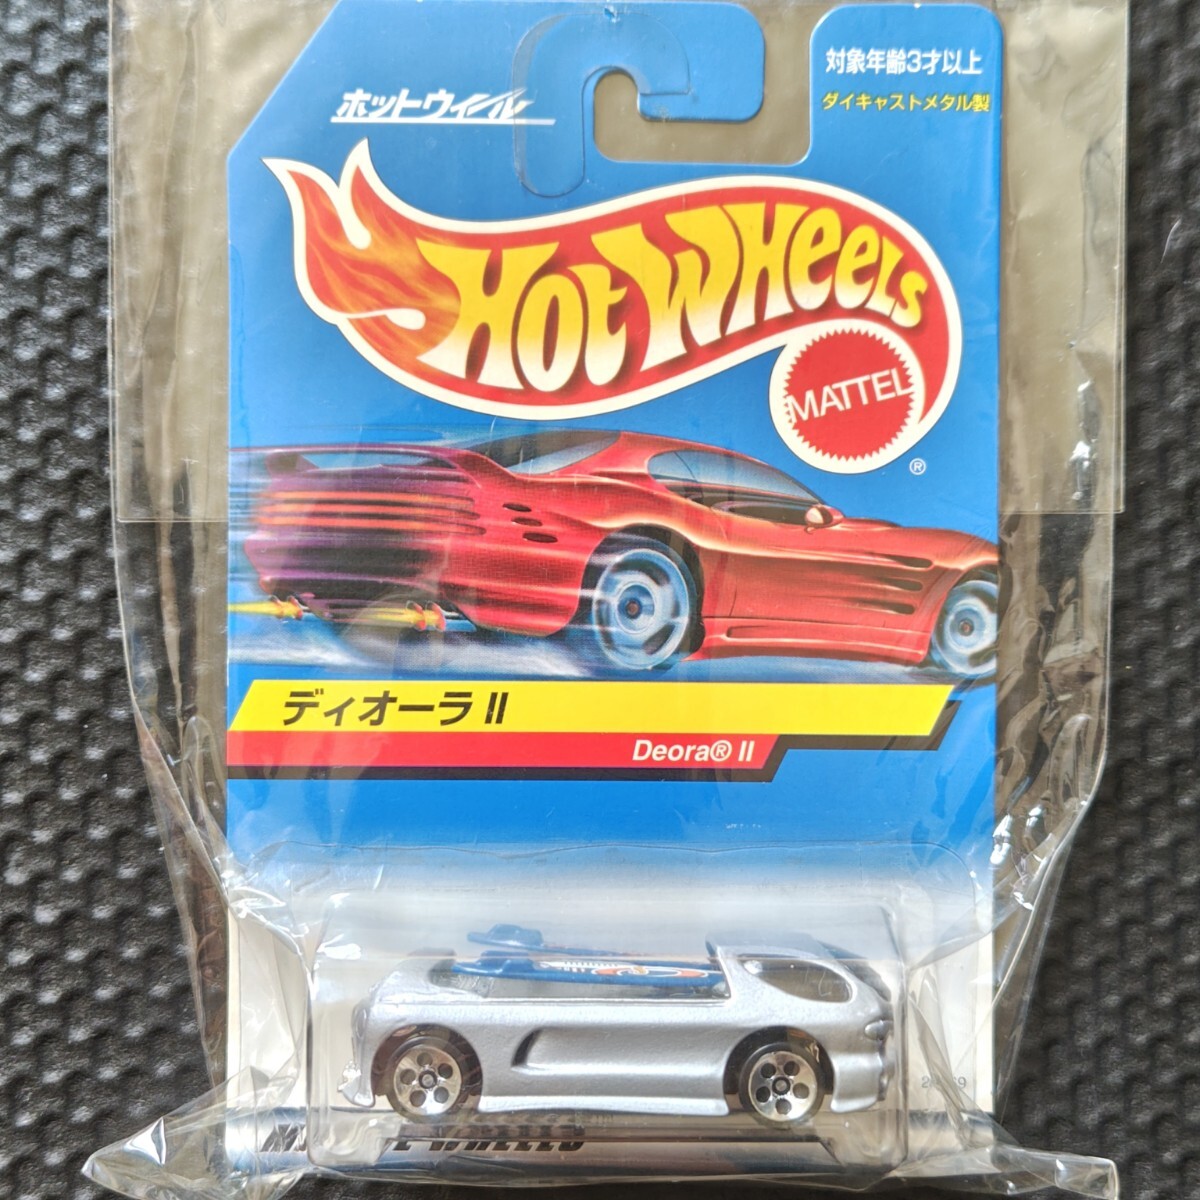 ホットウィール
対象年齢3才以上
ダイキャストメタル製
HOT WHEELS
MATTEL
®
ディオーラ II
Deora® II
WHEELS